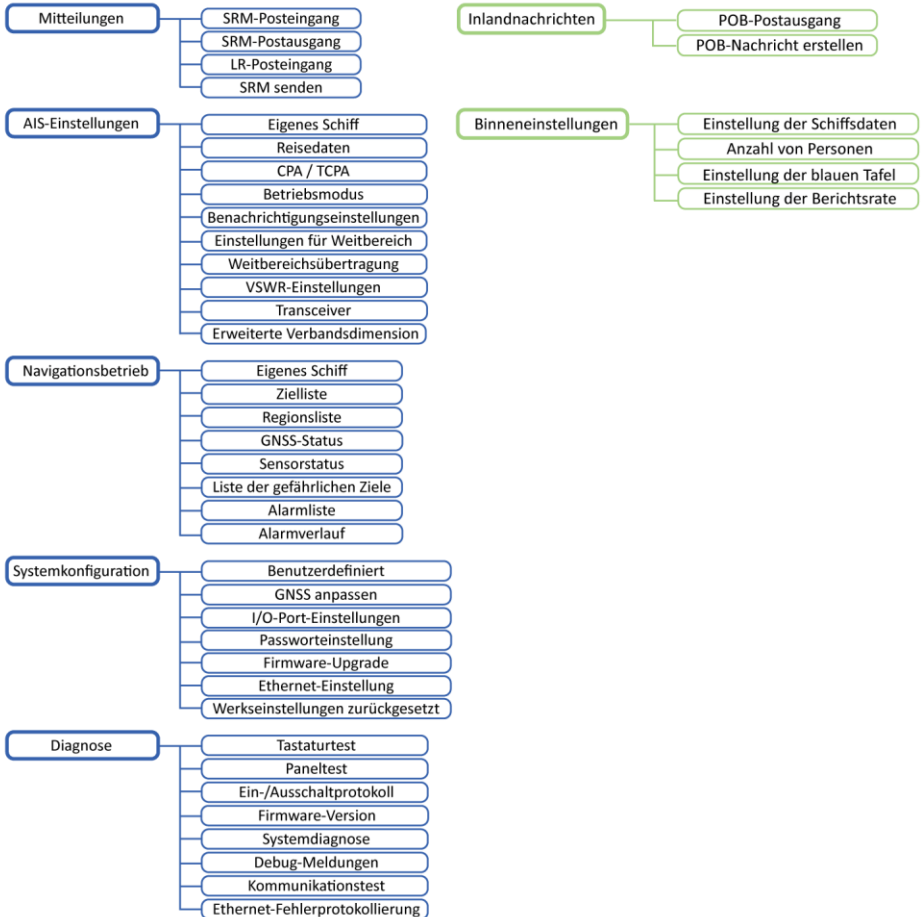 Mitteilungen
SRM-Posteingang
SRM-Postausgang
LR-Posteingang
SRM senden
AIS-Einstellungen
Eigenes Schiff
Reisedaten
CPA / TCPA
Betriebsmodus
Benachrichtigungseinstellungen
Einstellungen für Weitbereich
Weitbereichsübertragung
VSWR-Einstellungen
Transceiver
Erweiterte Verbandsdimension
Navigationsbetrieb
Eigenes Schiff
Zielliste
Regionsliste
GNSS-Status
Sensorstatus
Liste der gefährlichen Ziele
Alarmliste
Alarmverlauf
Systemkonfiguration
Benutzerdefiniert
GNSS anpassen
I/O-Port-Einstellungen
Passworteinstellung
Firmware-Upgrade
Ethernet-Einstellung
Werkseinstellungen zurückgesetzt
Diagnose
Tastaturtest
Paneltest
Ein-/Ausschaltprotokoll
Firmware-Version
Systemdiagnose
Debug-Meldungen
Kommunikationstest
Ethernet-Fehlerprotokollierung
Inlandnachrichten
POB-Postausgang
POB-Nachricht erstellen
Binneneinstellungen
Einstellung der Schiffsdaten
Anzahl von Personen
Einstellung der blauen Tafel
Einstellung der Berichtsrate